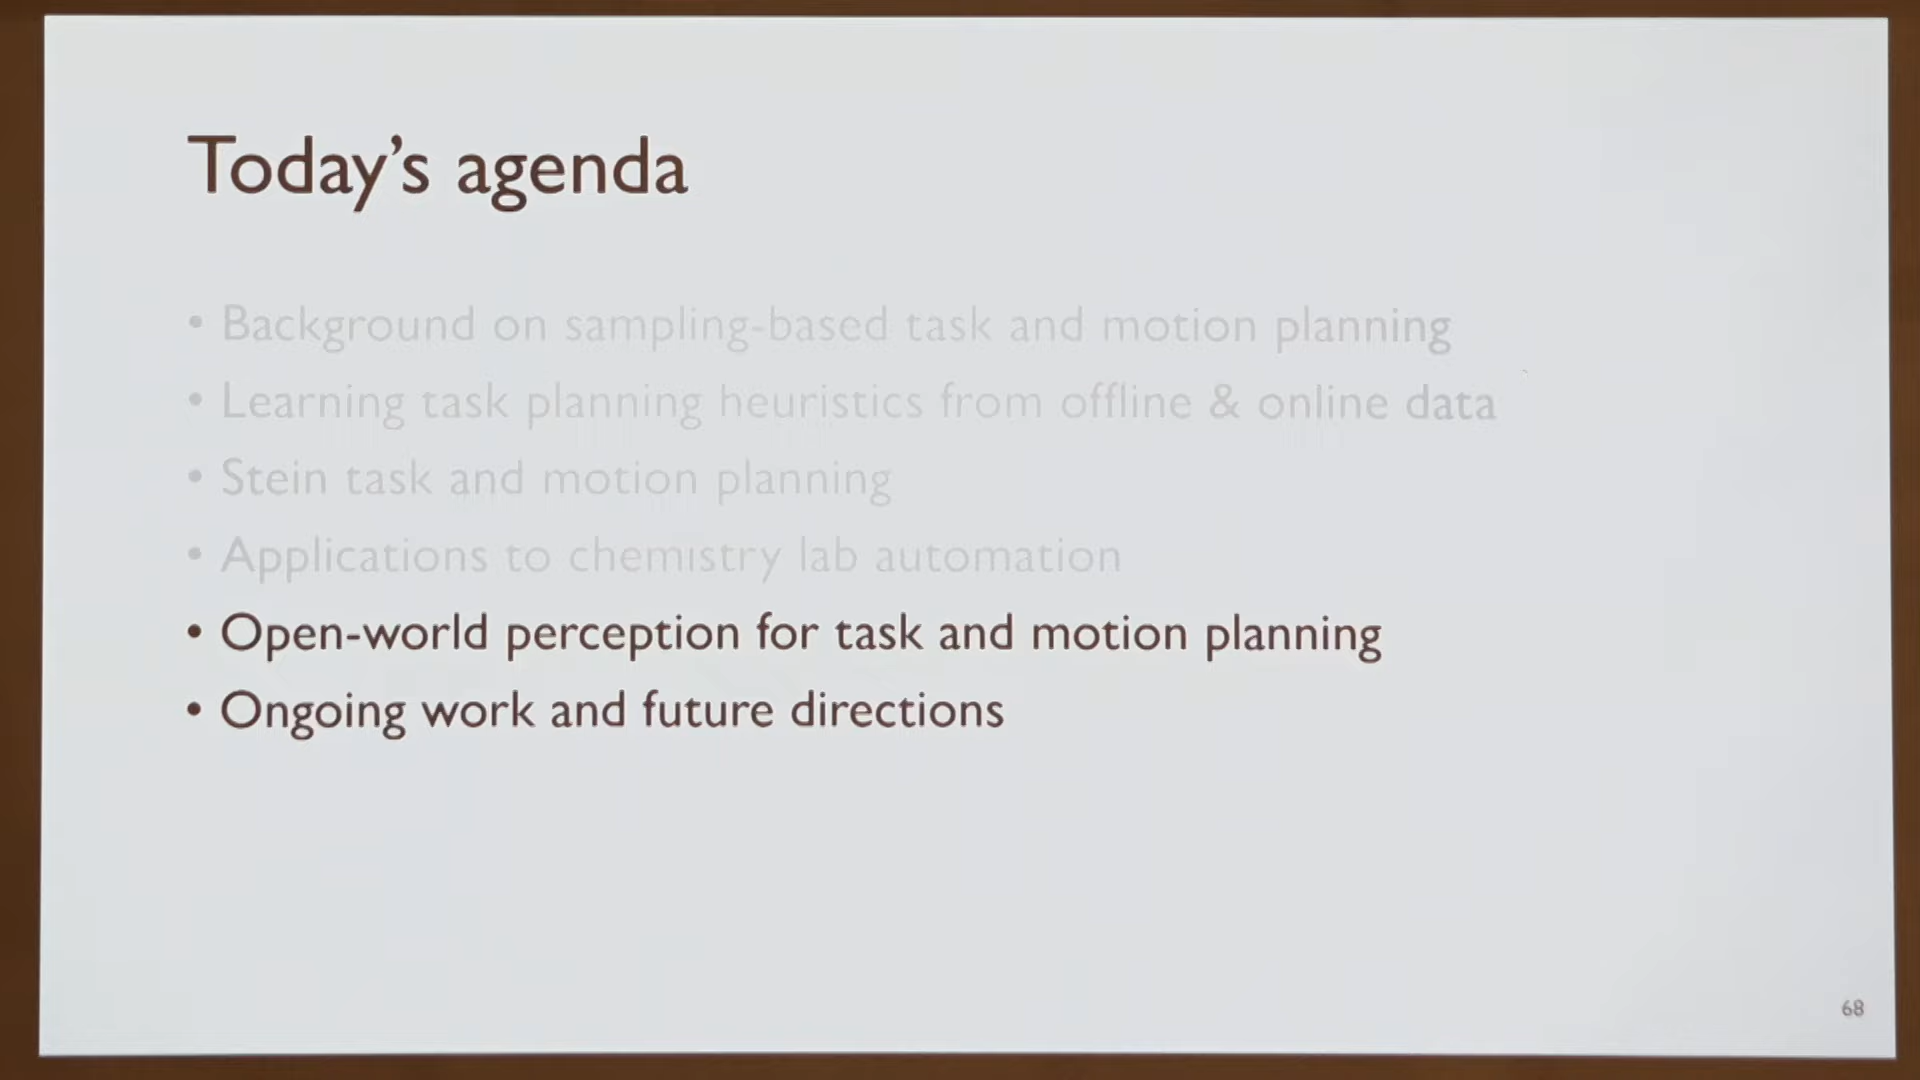 Today’s agenda
• Background on sampling-based task and motion planning
• Learning task planning heuristics from offline & online data
• Stein task and motion planning
• Applications to chemistry lab automation
• Open-world perception for task and motion planning
• Ongoing work and future directions
68